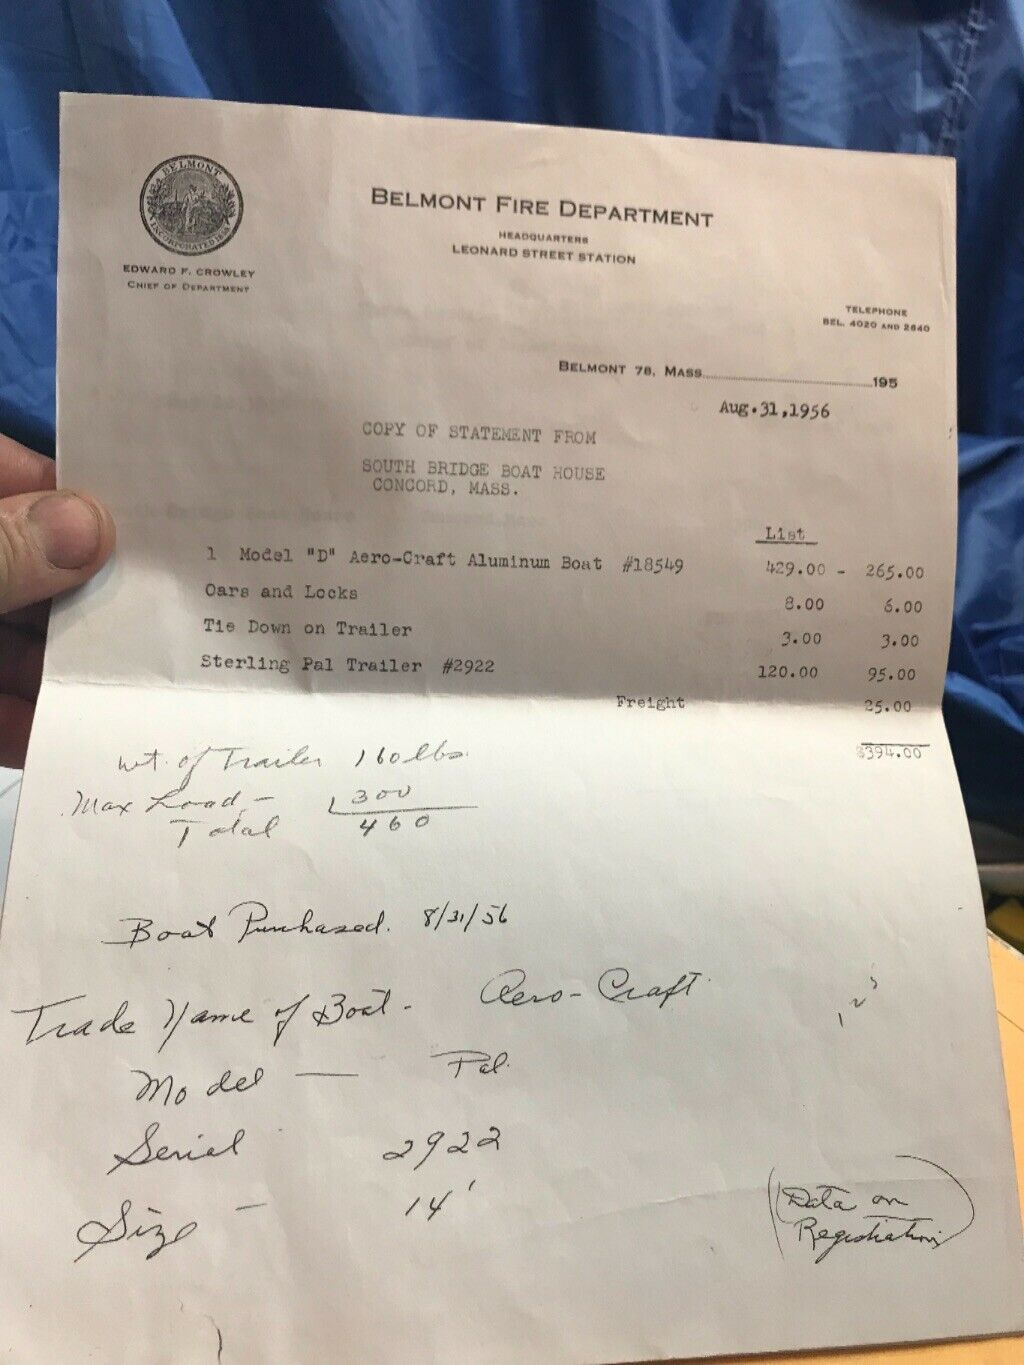 BELMONT
INCORPORATED 1859
EDWARD F. CROWLEY
CHIEF OF DEPARTMENT
BELMONT FIRE DEPARTMENT
HEADQUARTERS
LEONARD STREET STATION
TELEPHONE
BEL. 4020 AND 2640
BELMONT 78, MASS. 195
Aug.31,1956
COPY OF STATEMENT FROM
SOUTH BRIDGE BOAT HOUSE
CONCORD, MASS.
List
1 Model "D" Aero-Craft Aluminum Boat #18549 429.00 - 265.00
Oars and Locks 8.00 6.00
Tie Down on Trailer 3.00 3.00
Sterling Pal Trailer #2922 120.00 95.00
Freight 25.00
$394.00
wt. of Trailer 160 lbs.
Max Load - 300
Total 460
Boat Purchased. 8/31/56
Trade Name of Boat - Aero-Craft
Model — Pal.
Serial 2922
Size - 14'
(Data on
Registration)